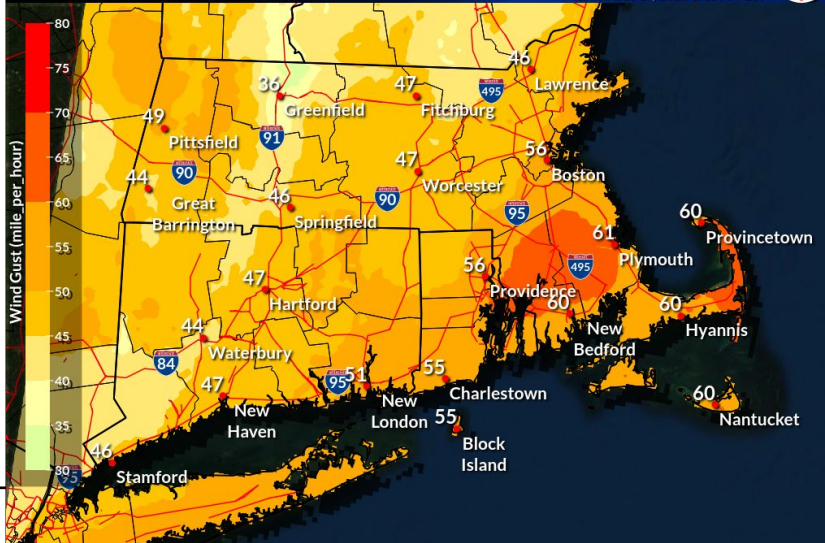 Wind Gust (mile_per_hour)
80
75
70
65
60
55
50
45
40
35
30
46
Lawrence
36
Greenfield
47
Fitchburg
495
49
Pittsfield
91
56
Boston
44
Great
Barrington
90
47
Worcester
46
Springfield
90
95
60
Provincetown
61
Plymouth
495
56
Providence
47
Hartford
60
New
Bedford
60
Hyannis
44
Waterbury
84
47
New
Haven
95
51
New
London
55
Charlestown
55
Block
Island
60
Nantucket
46
Stamford
95